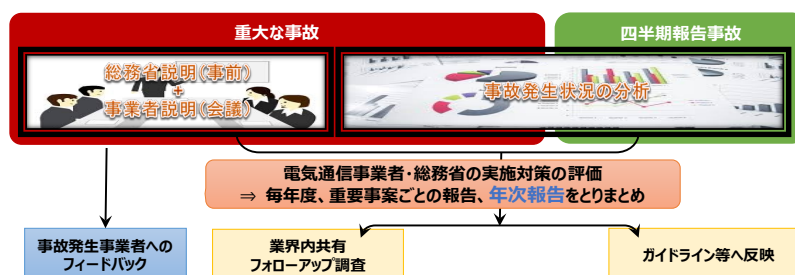 重大な事故
四半期報告事故
総務省説明(事前)
+
事業者説明(会議)
事故発生状況の分析
電気通信事業者・総務省の実施対策の評価
⇒ 毎年度、重要事案ごとの報告、年次報告をとりまとめ
事故発生事業者への
フィードバック
業界内共有
フォローアップ調査
ガイドライン等へ反映